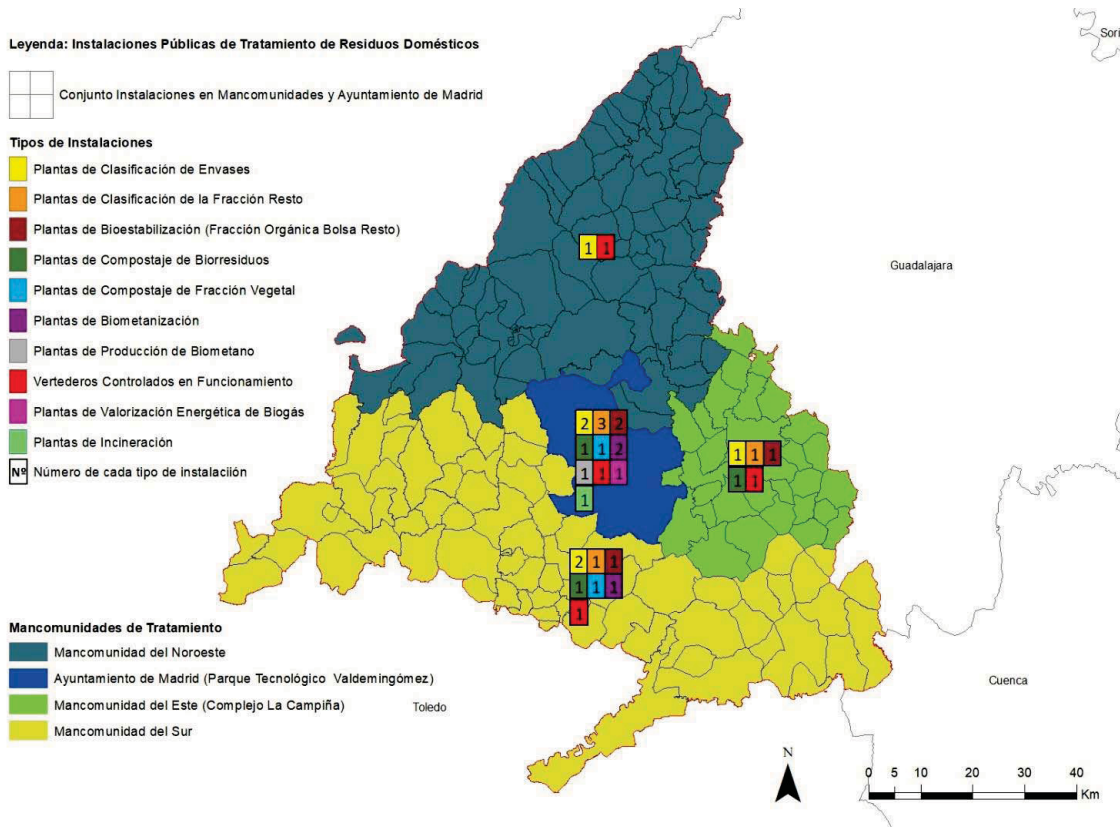 Leyenda: Instalaciones Públicas de Tratamiento de Residuos Domésticos
Conjunto Instalaciones en Mancomunidades y Ayuntamiento de Madrid
Tipos de Instalaciones
Plantas de Clasificación de Envases
Plantas de Clasificación de la Fracción Resto
Plantas de Bioestabilización (Fracción Orgánica Bolsa Resto)
Plantas de Compostaje de Biorresiduos
Plantas de Compostaje de Fracción Vegetal
Plantas de Biometanización
Plantas de Producción de Biometano
Vertederos Controlados en Funcionamiento
Plantas de Valorización Energética de Biogás
Plantas de Incineración
Nº Número de cada tipo de instalaciión
Mancomunidades de Tratamiento
Mancomunidad del Noroeste
Ayuntamiento de Madrid (Parque Tecnológico Valdemingómez)
Mancomunidad del Este (Complejo La Campiña)
Mancomunidad del Sur
Sori
Guadalajara
Cuenca
Toledo
1 1
2 3 2
1 1 2
1 1 1
1
1 1 1
1 1
2 1 1
1 1 1
1
N
0 5 10 20 30 40
Km